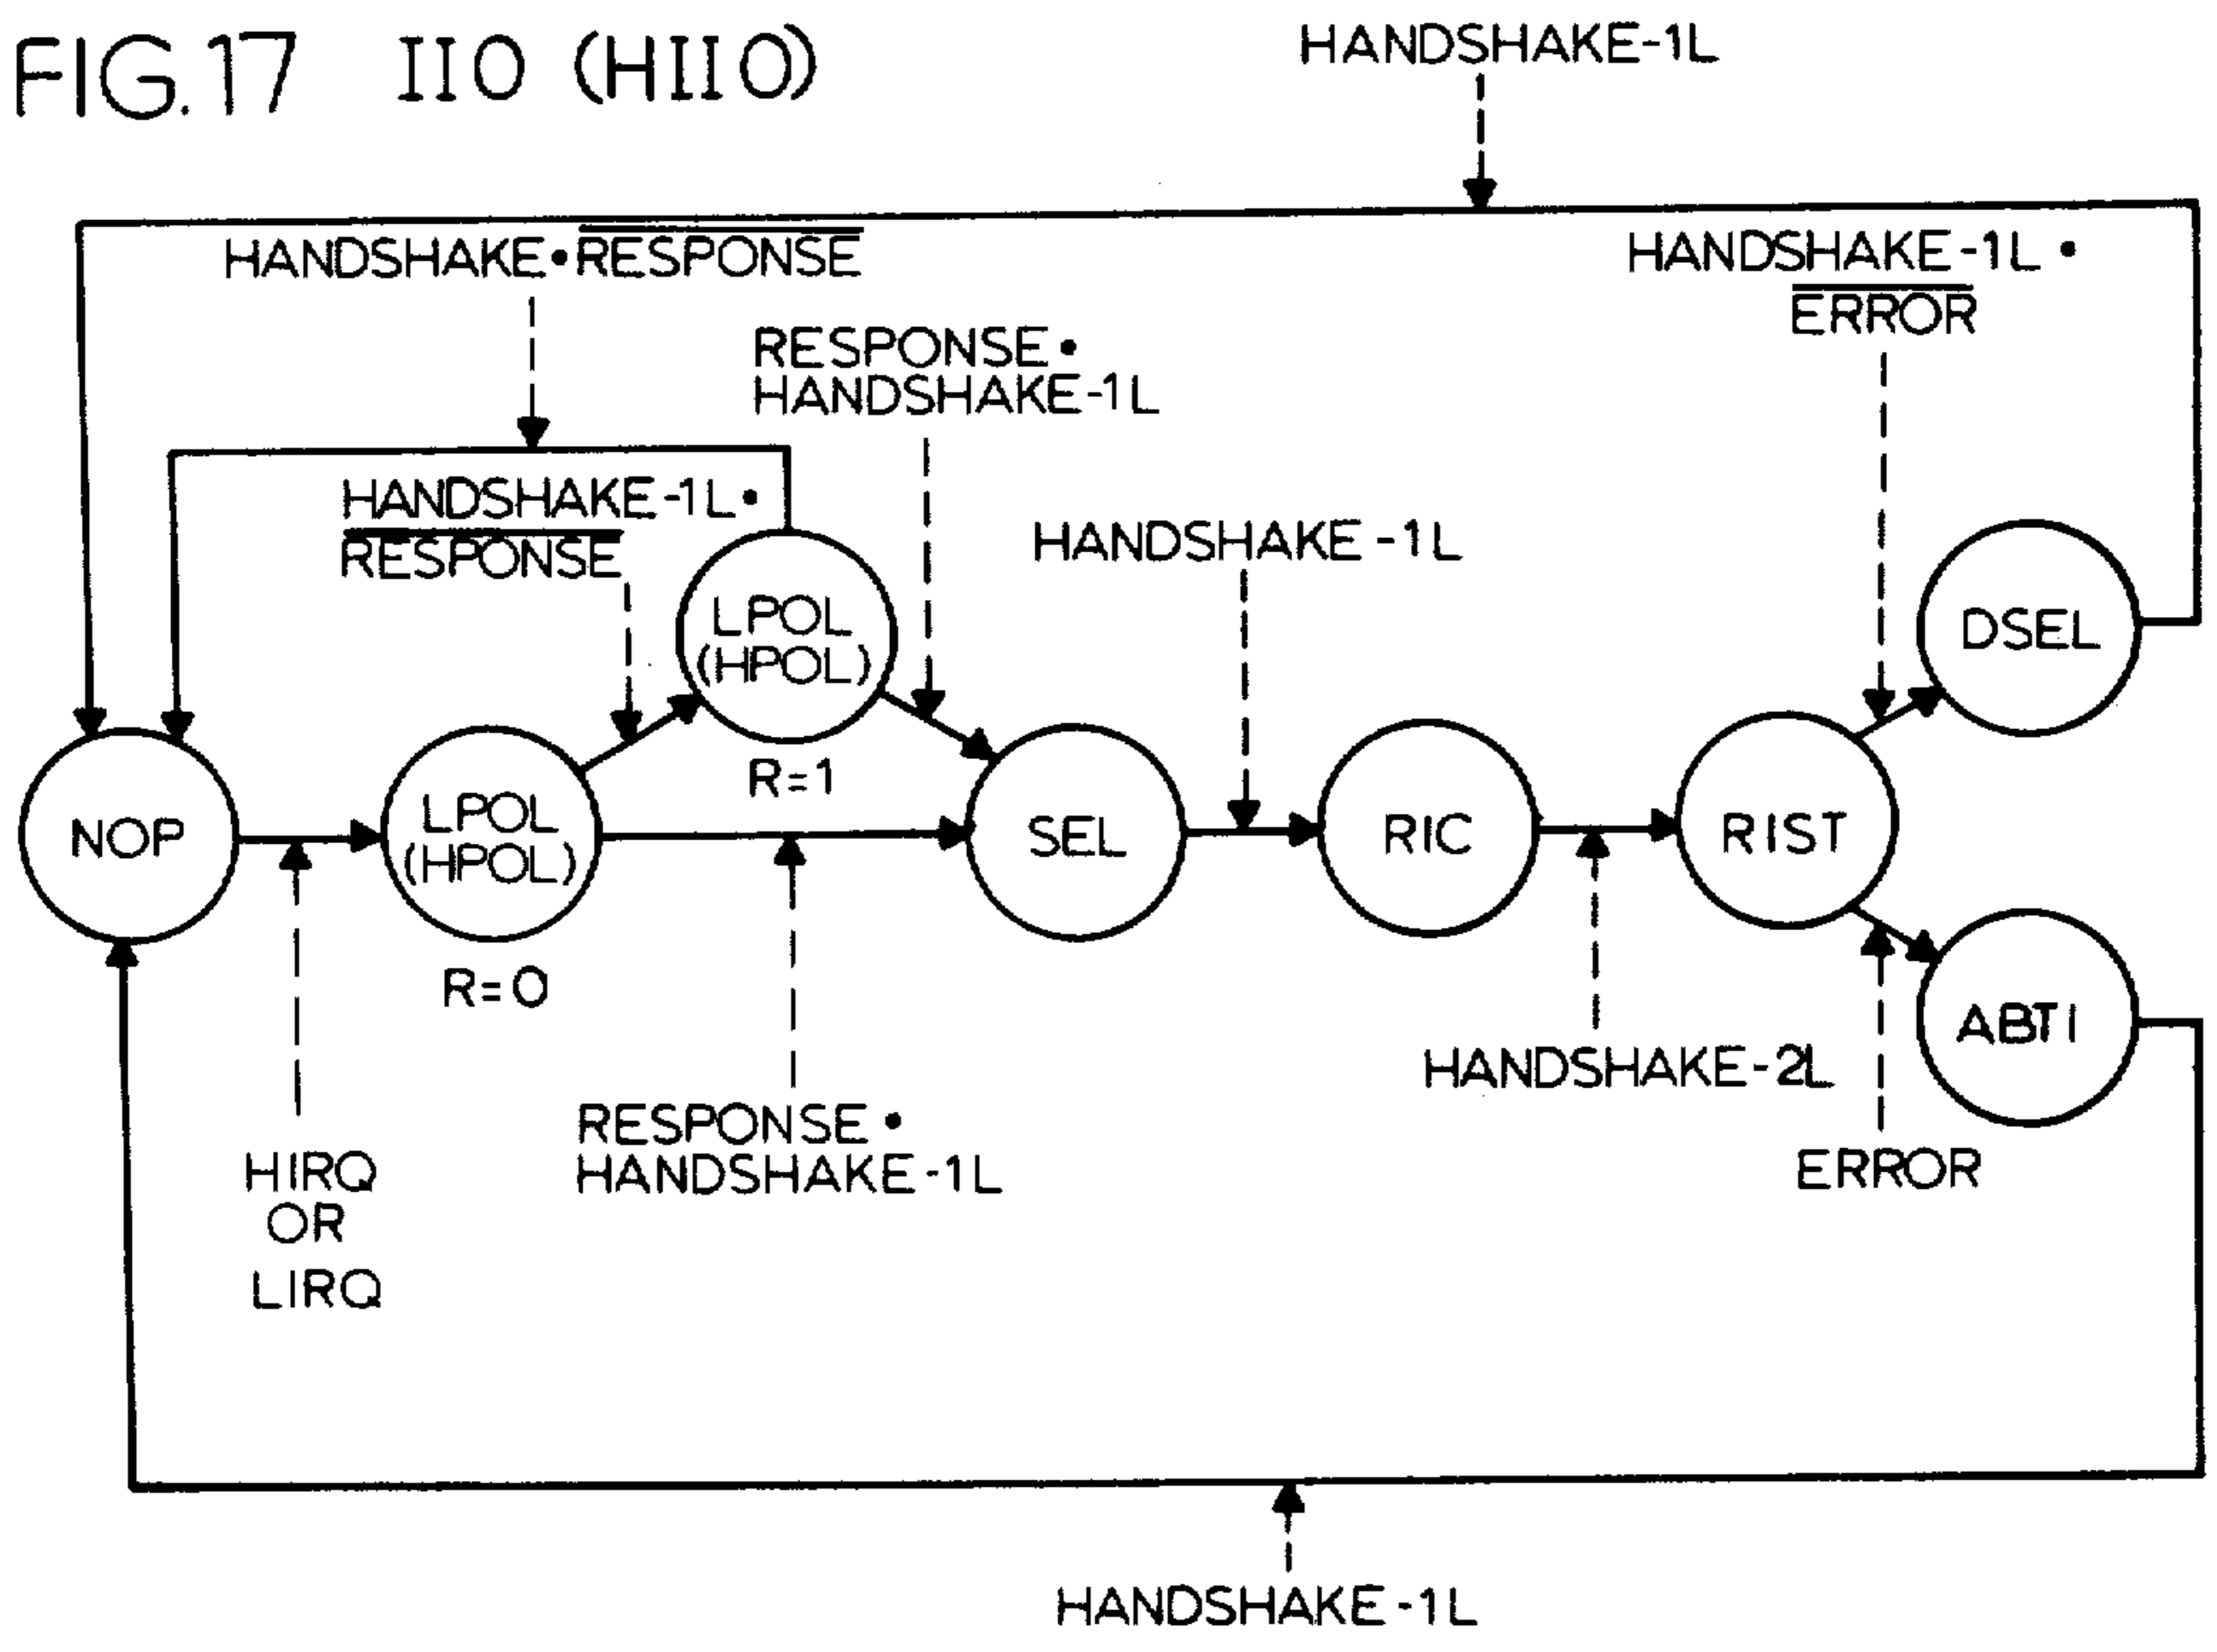 FIG.17 IIO (HIIO)
HANDSHAKE-1L
HANDSHAKE•RESPONSE
HANDSHAKE-1L •
ERROR
RESPONSE •
HANDSHAKE-1L
HANDSHAKE-1L•
RESPONSE
HANDSHAKE-1L
LPOL
(HPOL)
R=1
DSEL
NOP
LPOL
(HPOL)
R=0
SEL
RIC
RIST
ABTI
HANDSHAKE-2L
ERROR
RESPONSE •
HANDSHAKE-1L
HIRQ
OR
LIRQ
HANDSHAKE-1L